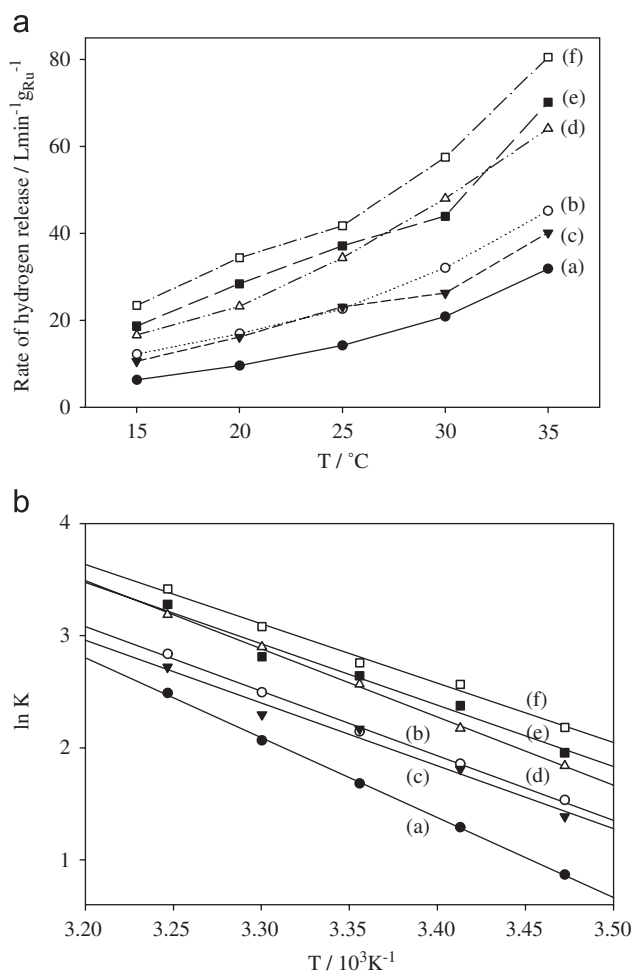 a
Rate of hydrogen release / Lmin⁻¹gRu⁻¹
80
60
40
20
0
(f)
(e)
(d)
(b)
(c)
(a)
15 20 25 30 35
T / °C
b
ln K
4
3
2
1
(f)
(e)
(b)
(d)
(c)
(a)
3.20 3.25 3.30 3.35 3.40 3.45 3.50
T / 10³K⁻¹